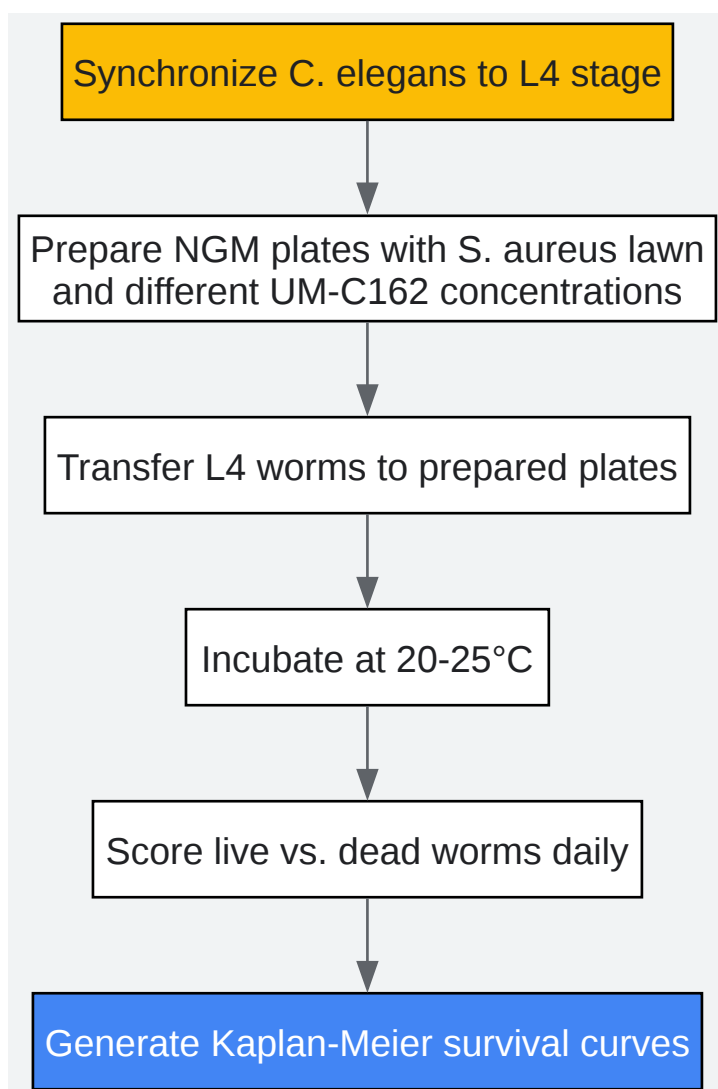 Synchronize C. elegans to L4 stage
Prepare NGM plates with S. aureus lawn
and different UM-C162 concentrations
Transfer L4 worms to prepared plates
Incubate at 20-25°C
Score live vs. dead worms daily
Generate Kaplan-Meier survival curves